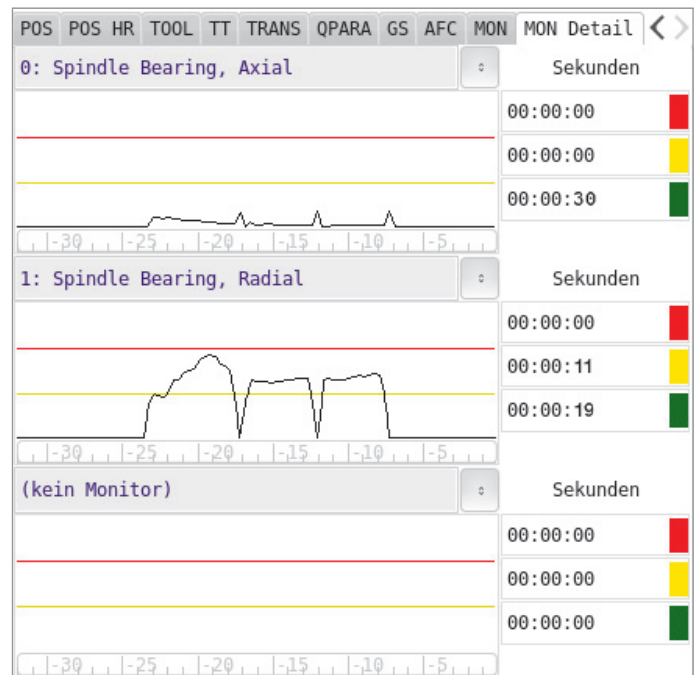 POS POS HR TOOL TT TRANS QPARA GS AFC MON MON Detail
0: Spindle Bearing, Axial Sekunden
00:00:00
00:00:00
00:00:30
-30 -25 -20 -15 -10 -5
1: Spindle Bearing, Radial Sekunden
00:00:00
00:00:11
00:00:19
-30 -25 -20 -15 -10 -5
(kein Monitor) Sekunden
00:00:00
00:00:00
00:00:00
-30 -25 -20 -15 -10 -5